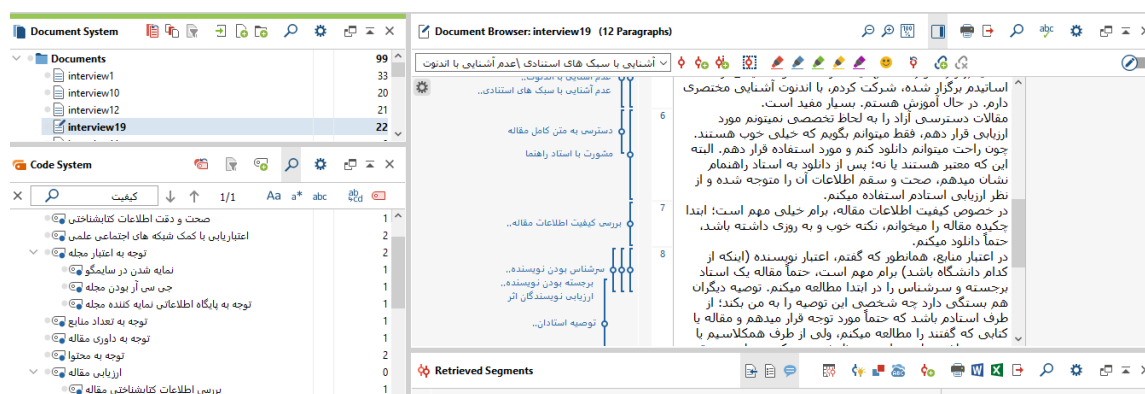 Document System
Documents 99
interview1 33
interview10 20
interview12 21
interview19 22
Code System
کیفیت 1/1 Aa a* abc
صحت و دقت اطلاعات کتابشناختی 1
اعتباریابی با کمک شبکه های اجتماعی علمی 2
توجه به اعتبار مجله 2
نمایه شدن در سایمگو 1
جی سی آر بودن مجله 1
توجه به پایگاه اطلاعاتی نمایه کننده مجله 1
توجه به تعداد منابع 1
توجه به داوری مقاله 1
توجه به محتوا 2
ارزیابی مقاله 0
بررسی اطلاعات کتابشناختی مقاله 1
Document Browser: interview19 (12 Paragraphs)
آشنایی با سبک های استنادی \عدم آشنایی با اندنوت
عدم آشنایی با اندنوت..
عدم آشنایی با سبک های استنادی..
6
دسترسی به متن کامل مقاله
مشورت با استاد راهنما
7
بررسی کیفیت اطلاعات مقاله..
8
سرشناس بودن نویسنده..
برجسته بودن نویسنده..
ارزیابی نویسندگان اثر
توصیه استادان..
اساتیدم برگزار شده، شرکت کردم، با اندنوت آشنایی مختصری
دارم. در حال آموزش هستم. بسیار مفید است.
مقالات دسترسی آزاد را به لحاظ تخصصی نمیتونم مورد
ارزیابی قرار دهم، فقط میتوانم بگویم که خیلی خوب هستند.
چون راحت میتوانم دانلود کنم و مورد استفاده قرار دهم. البته
این که معتبر هستند یا نه؛ پس از دانلود به استاد راهنمام
نشان میدهم، صحت و سقم اطلاعات آن را متوجه شده و از
نظر ارزیابی استادم استفاده میکنم.
در خصوص کیفیت اطلاعات مقاله، برام خیلی مهم است؛ ابتدا
چکیده مقاله را میخوانم، نکته خوب و به روزی داشته باشد،
حتماً دانلود میکنم.
در اعتبار منابع، همانطور که گفتم، اعتبار نویسنده (اینکه از
کدام دانشگاه باشد) برام مهم است، حتماً مقاله یک استاد
برجسته و سرشناس را در ابتدا مطالعه میکنم. توصیه دیگران
هم بستگی دارد چه شخصی این توصیه را به من بکند؛ از
طرف استادم باشد که حتماً مورد توجه قرار میدهم و مقاله یا
کتابی که گفتند را مطالعه میکنم، ولی از طرف همکلاسیم یا
Retrieved Segments